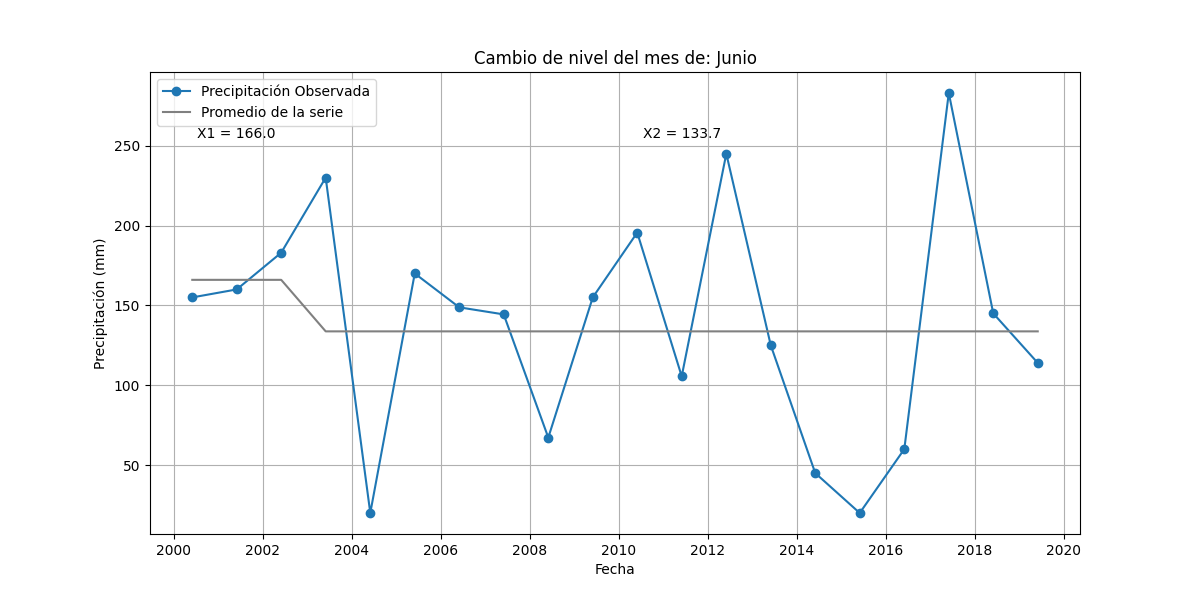 Cambio de nivel del mes de: Junio
Precipitación Observada
Promedio de la serie
X1 = 166.0
X2 = 133.7
Precipitación (mm)
250
200
150
100
50
2000 2002 2004 2006 2008 2010 2012 2014 2016 2018 2020
Fecha